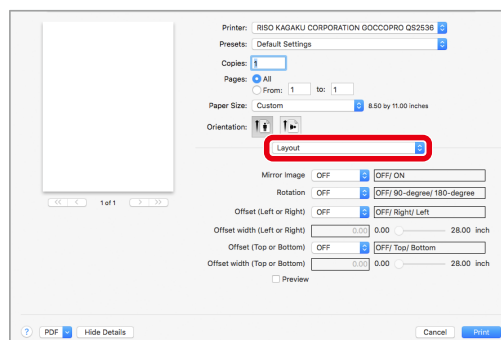 Printer: RISO KAGAKU CORPORATION GOCCOPRO QS2536
Presets: Default Settings
Copies: 1
Pages: All
From: 1 to: 1
Paper Size: Custom 8.50 by 11.00 inches
Orientation:
Layout
Mirror Image OFF OFF/ ON
Rotation OFF OFF/ 90-degree/ 180-degree
<< < 1 of 1 > >>
Offset (Left or Right) OFF OFF/ Right/ Left
Offset width (Left or Right) 0.00 0.00 28.00 inch
Offset (Top or Bottom) OFF OFF/ Top/ Bottom
Offset width (Top or Bottom) 0.00 0.00 28.00 inch
Preview
? PDF Hide Details Cancel Print